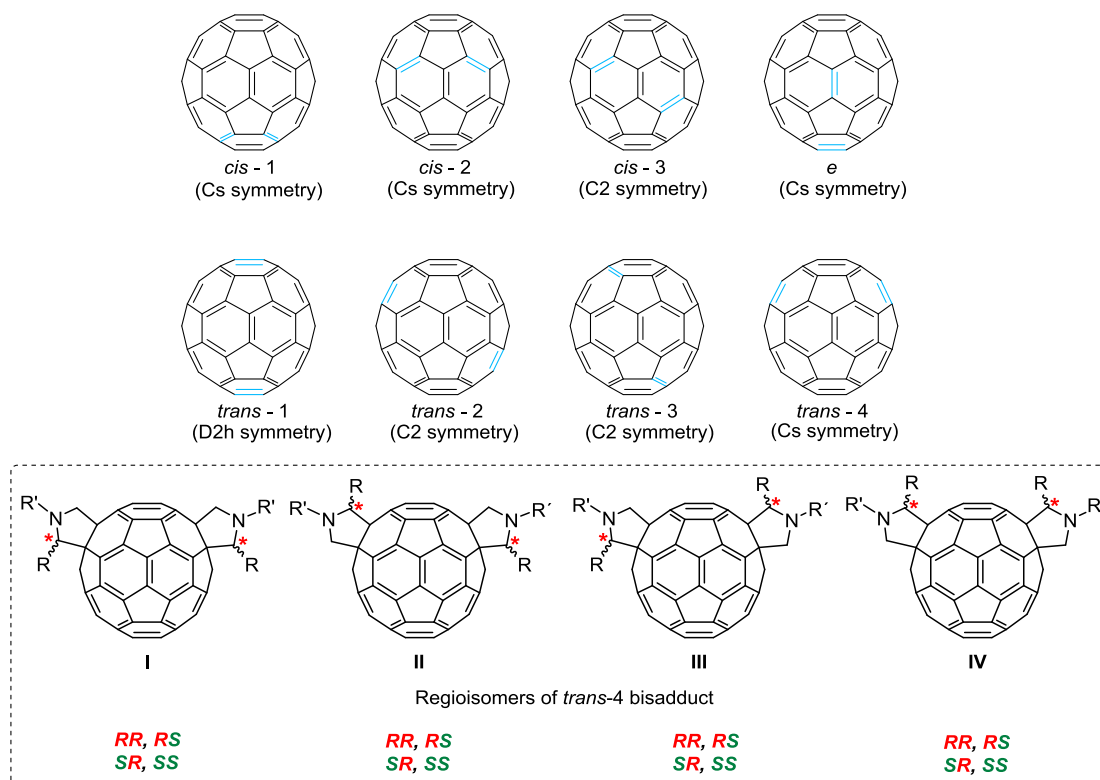 cis - 1
(Cs symmetry)
cis - 2
(Cs symmetry)
cis - 3
(C2 symmetry)
e
(Cs symmetry)
trans - 1
(D2h symmetry)
trans - 2
(C2 symmetry)
trans - 3
(C2 symmetry)
trans - 4
(Cs symmetry)
R' N * R N R' * R
I
R' N R * N R´ * R
II
R' N * R R * N R´
III
R' N R * R * N R
IV
Regioisomers of trans-4 bisadduct
RR, RS
SR, SS
RR, RS
SR, SS
RR, RS
SR, SS
RR, RS
SR, SS